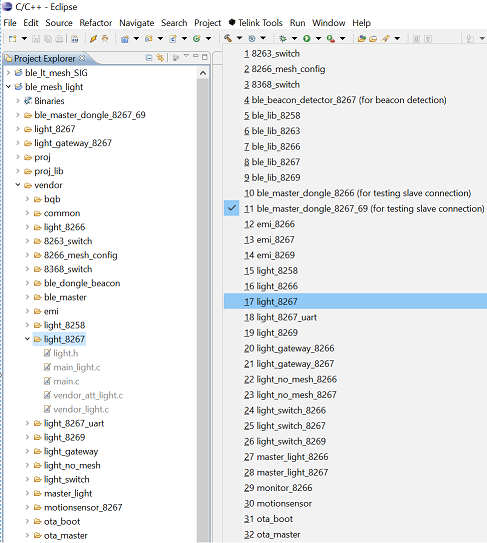 C/C++ - Eclipse
File Edit Source Refactor Navigate Search Project Telink Tools Run Window Help
Project Explorer
ble_lt_mesh_SIG
ble_mesh_light
Binaries
ble_master_dongle_8267_69
light_8267
light_gateway_8267
proj
proj_lib
vendor
bqb
common
light_8266
8263_switch
8266_mesh_config
8368_switch
ble_dongle_beacon
ble_master
emi
light_8258
light_8267
light.h
main_light.c
main.c
vendor_att_light.c
vendor_light.c
light_8267_uart
light_8269
light_gateway
light_no_mesh
light_switch
master_light
motionsensor_8267
ota_boot
ota_master
1 8263_switch
2 8266_mesh_config
3 8368_switch
4 ble_beacon_detector_8267 (for beacon detection)
5 ble_lib_8258
6 ble_lib_8263
7 ble_lib_8266
8 ble_lib_8267
9 ble_lib_8269
10 ble_master_dongle_8266 (for testing slave connection)
11 ble_master_dongle_8267_69 (for testing slave connection)
12 emi_8266
13 emi_8267
14 emi_8269
15 light_8258
16 light_8266
17 light_8267
18 light_8267_uart
19 light_8269
20 light_gateway_8266
21 light_gateway_8267
22 light_no_mesh_8266
23 light_no_mesh_8267
24 light_switch_8266
25 light_switch_8267
26 light_switch_8269
27 master_light_8266
28 master_light_8267
29 monitor_8266
30 motionsensor
31 ota_boot
32 ota_master